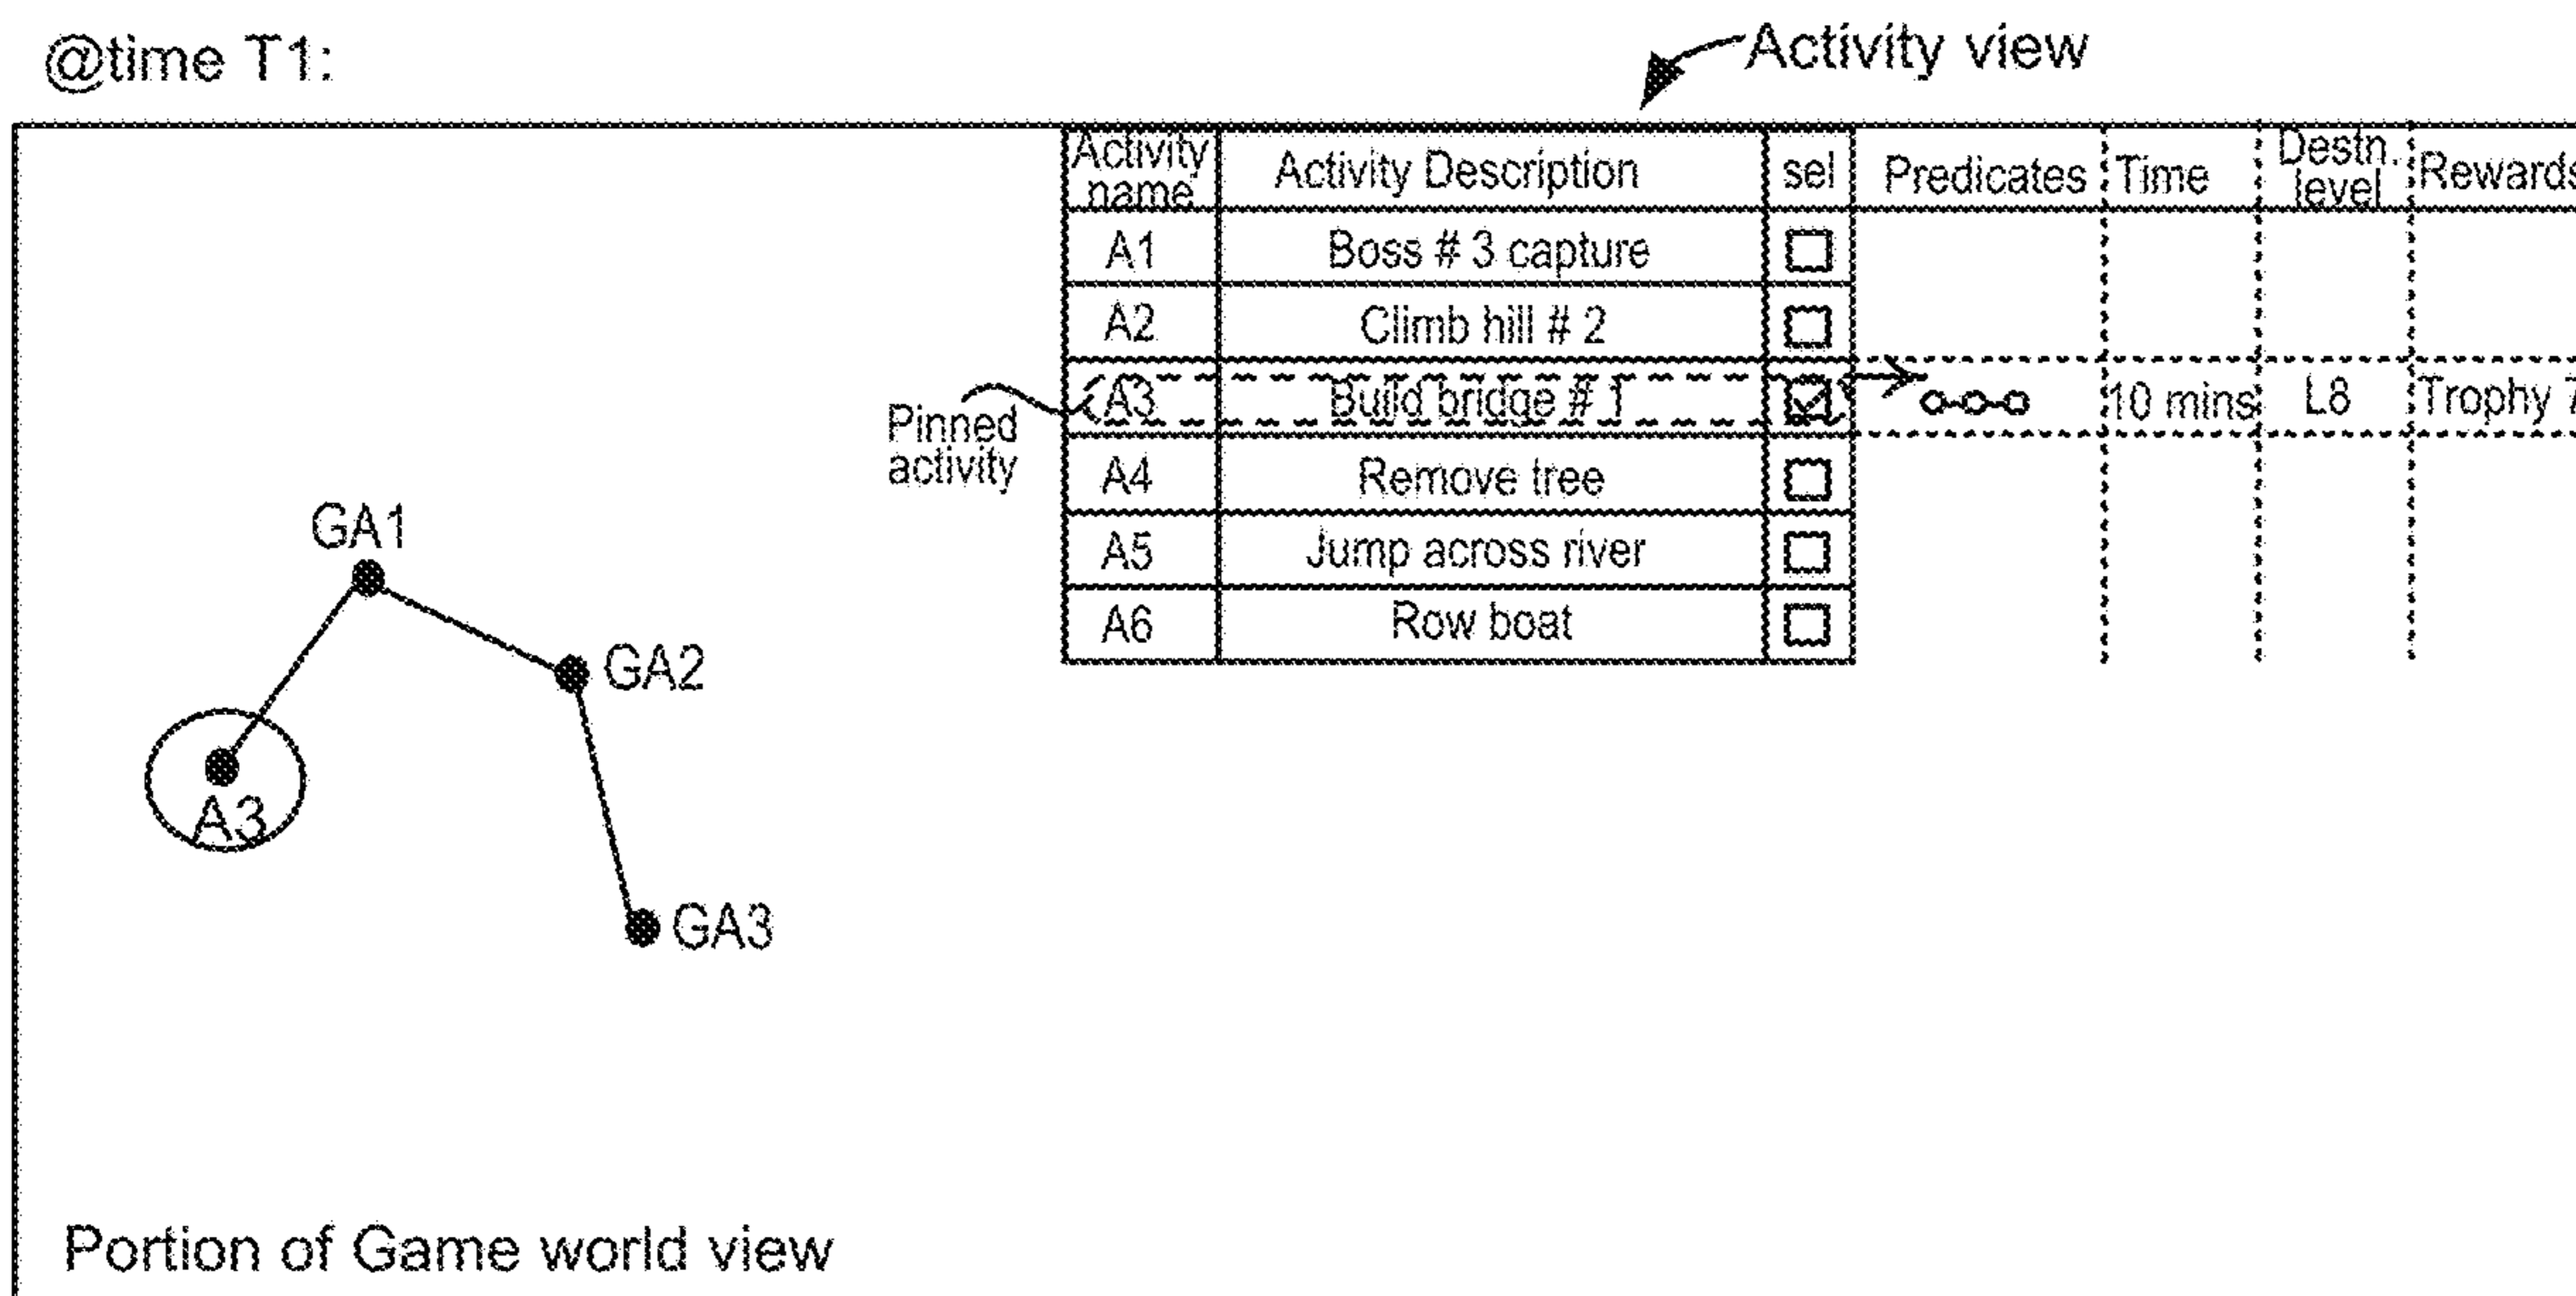 @time T1:
Activity view
Activity name | Activity Description | sel | Predicates | Time | Destn. level | Rewards
A1 | Boss # 3 capture
A2 | Climb hill # 2
A3 | Build bridge # 1 | 10 mins | L8 | Trophy 7
Pinned
activity
A4 | Remove tree
A5 | Jump across river
A6 | Row boat
GA1
GA2
A3
GA3
Portion of Game world view